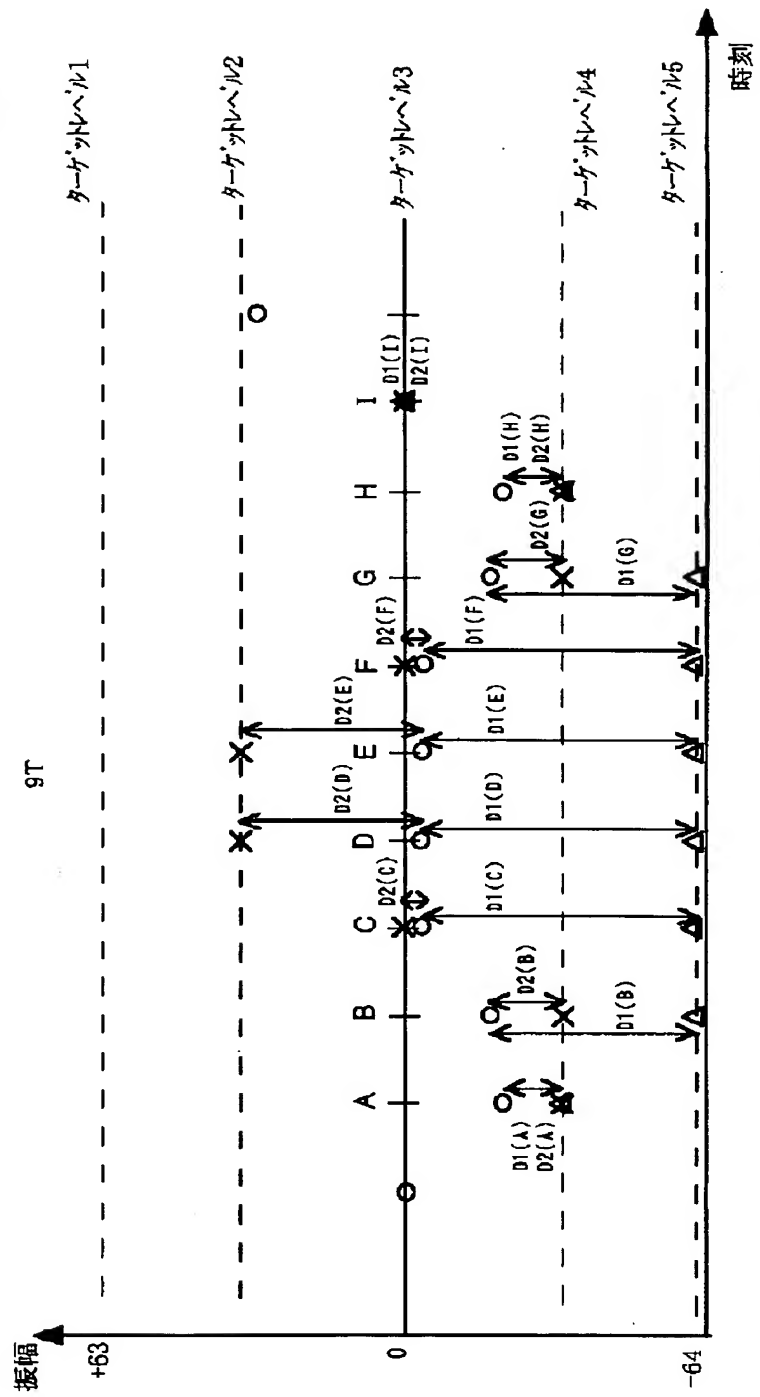 9T
振幅
+63
0
-64
時刻
ターゲットレベル1
ターゲットレベル2
ターゲットレベル3
ターゲットレベル4
ターゲットレベル5
A
B
C
D
E
F
G
H
I
D1(A)
D2(A)
D1(B)
D2(B)
D1(C)
D2(C)
D1(D)
D2(D)
D1(E)
D2(E)
D1(F)
D2(F)
D1(G)
D2(G)
D1(H)
D2(H)
D1(I)
D2(I)